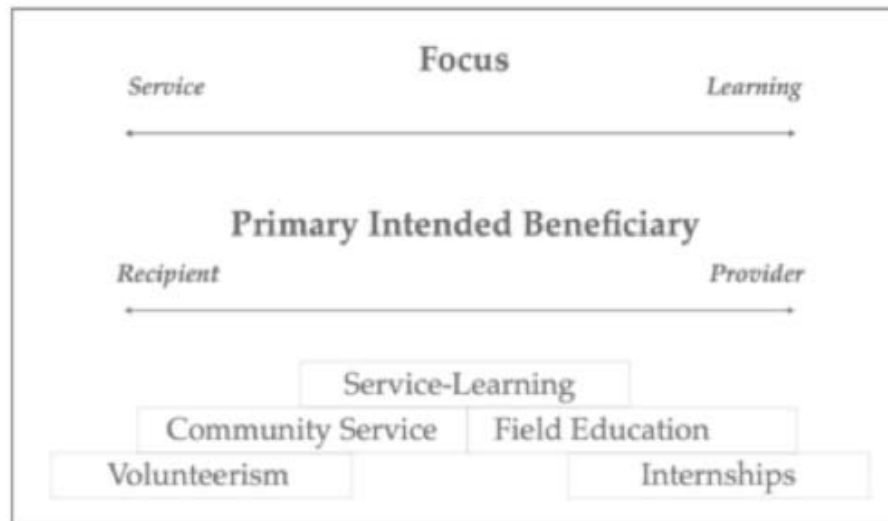 Focus
Service Learning
Primary Intended Beneficiary
Recipient Provider
Service-Learning
Community Service Field Education
Volunteerism Internships